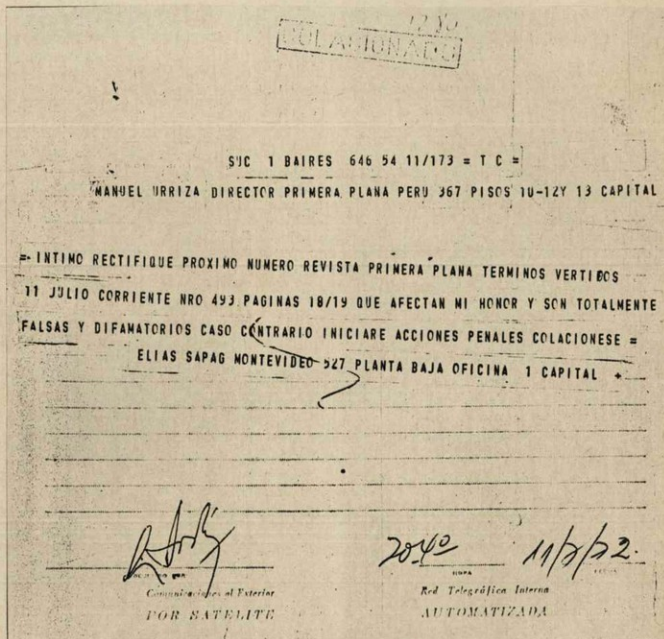 COLACIONADO
SUC 1 BAIRES 646 54 11/173 = T C =
MANUEL URRIZA DIRECTOR PRIMERA PLANA PERU 367 PISOS 10-12Y 13 CAPITAL
=- INTIMO RECTIFIQUE PROXIMO NUMERO REVISTA PRIMERA PLANA TERMINOS VERTIDOS
11 JULIO CORRIENTE NRO 493 PAGINAS 18/19 QUE AFECTAN MI HONOR Y SON TOTALMENTE
FALSAS Y DIFAMATORIOS CASO CONTRARIO INICIARE ACCIONES PENALES COLACIONESE =
ELIAS SAPAG MONTEVIDEO 527 PLANTA BAJA OFICINA 1 CAPITAL +
2040 11/7/72.
POR HORA
Comunicaciones al Exterior Red Telegráfica Interna
POR SATELITE AUTOMATIZADA